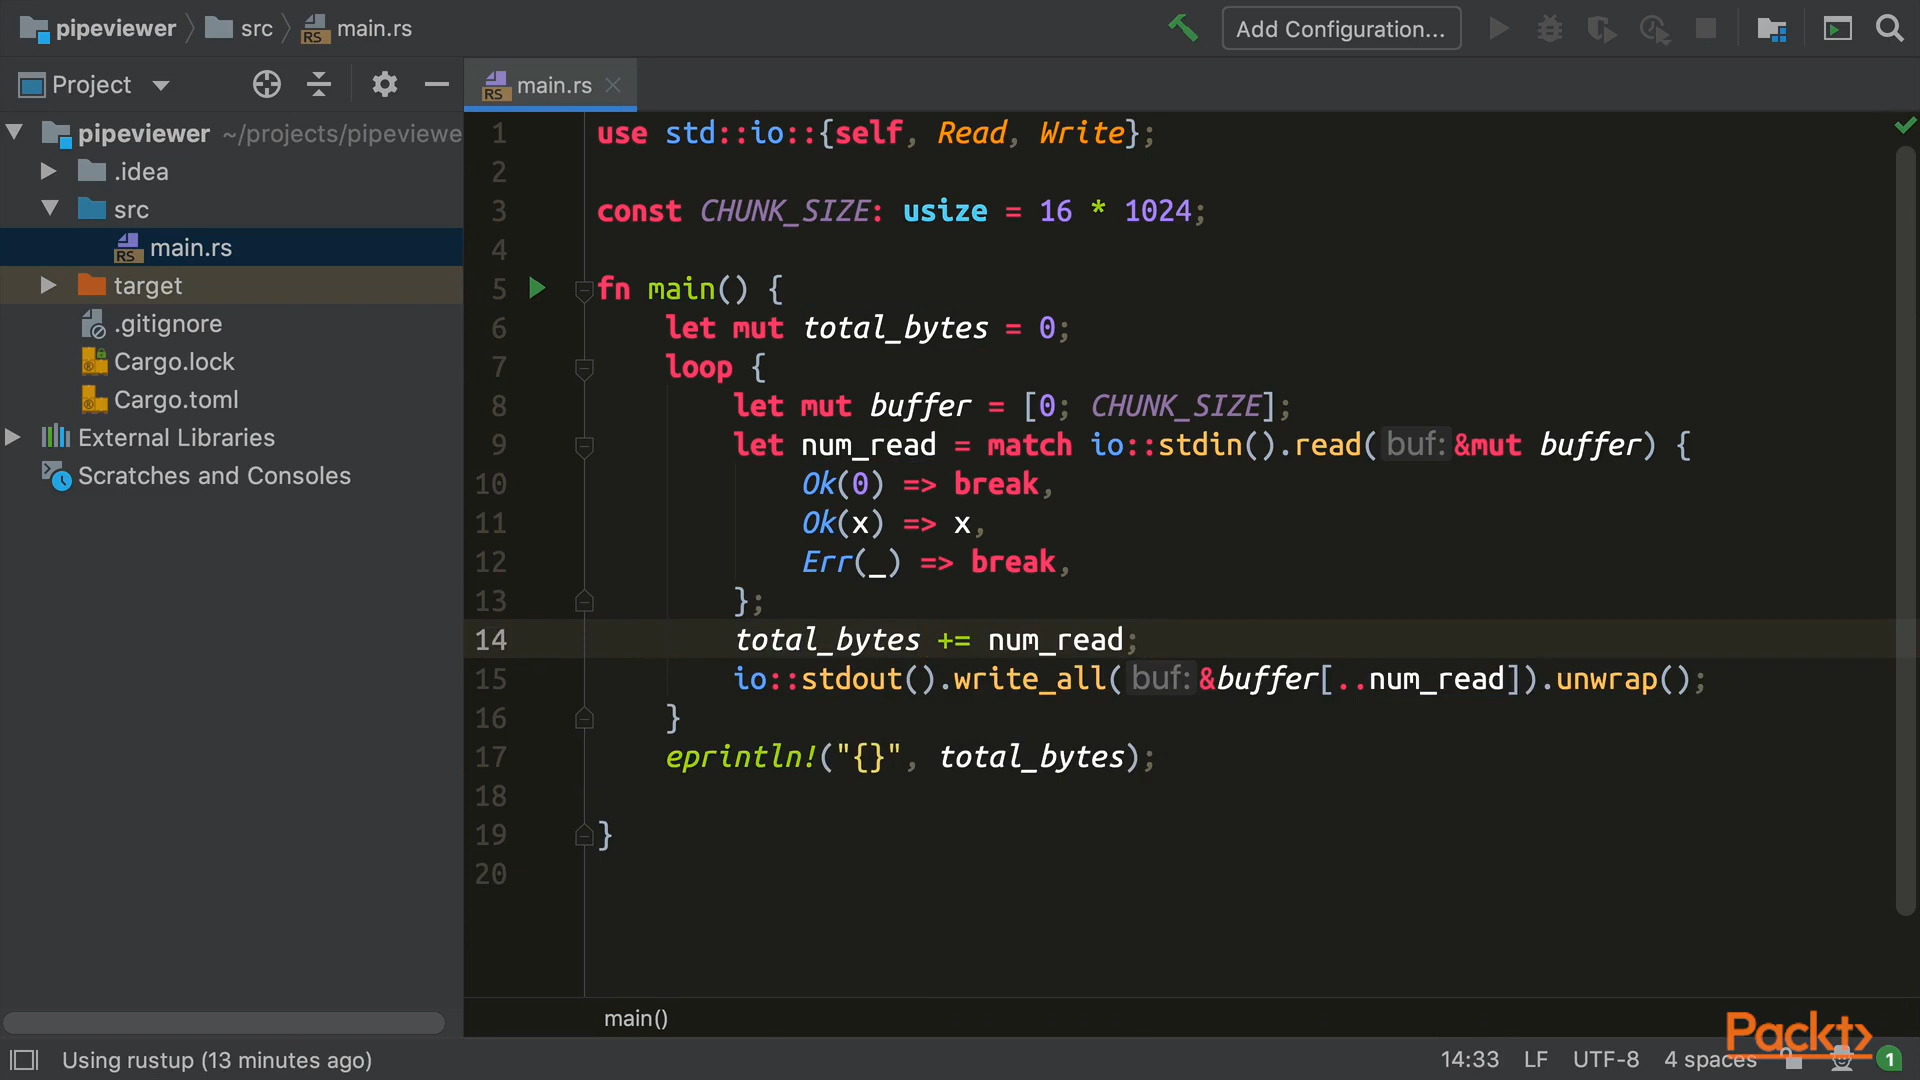 pipeviewer src main.rs Add Configuration...
Project
main.rs
pipeviewer ~/projects/pipeviewe
.idea
src
main.rs
target
.gitignore
Cargo.lock
Cargo.toml
External Libraries
Scratches and Consoles
1 use std::io::{self, Read, Write};
2
3 const CHUNK_SIZE: usize = 16 * 1024;
4
5 fn main() {
6 let mut total_bytes = 0;
7 loop {
8 let mut buffer = [0; CHUNK_SIZE];
9 let num_read = match io::stdin().read( buf: &mut buffer) {
10 Ok(0) => break,
11 Ok(x) => x,
12 Err(_) => break,
13 };
14 total_bytes += num_read;
15 io::stdout().write_all( buf: &buffer[..num_read]).unwrap();
16 }
17 eprintln!("{}", total_bytes);
18
19 }
20
main()
Packt>
Using rustup (13 minutes ago) 14:33 LF UTF-8 4 spaces 1